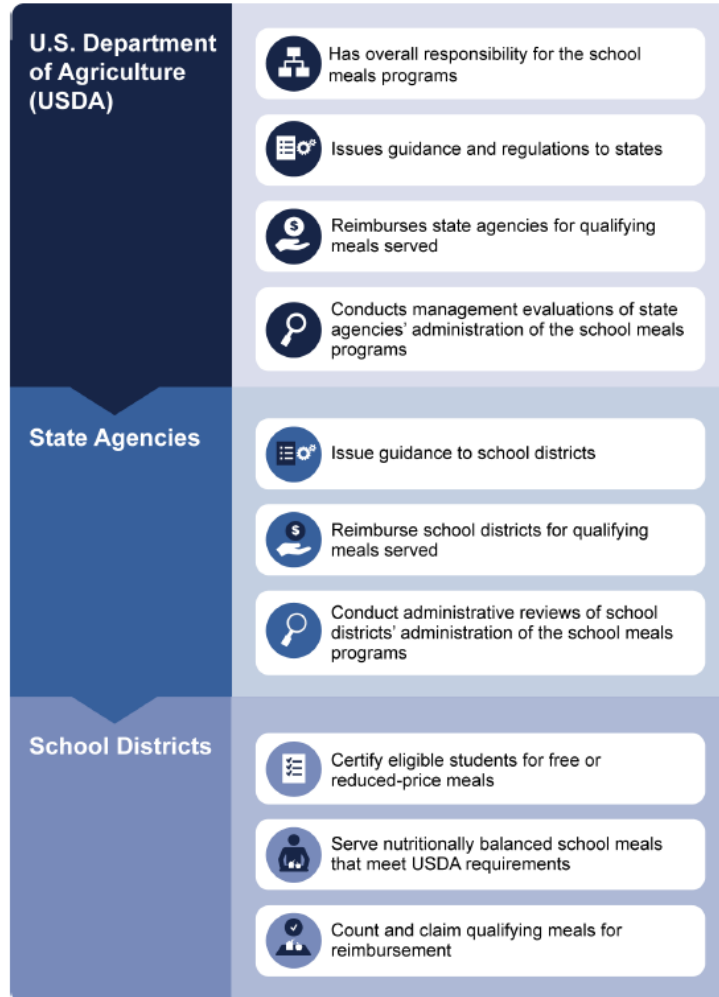 U.S. Department
of Agriculture
(USDA)
Has overall responsibility for the school
meals programs
Issues guidance and regulations to states
Reimburses state agencies for qualifying
meals served
Conducts management evaluations of state
agencies' administration of the school meals
programs
State Agencies
Issue guidance to school districts
Reimburse school districts for qualifying
meals served
Conduct administrative reviews of school
districts' administration of the school meals
programs
School Districts
Certify eligible students for free or
reduced-price meals
Serve nutritionally balanced school meals
that meet USDA requirements
Count and claim qualifying meals for
reimbursement